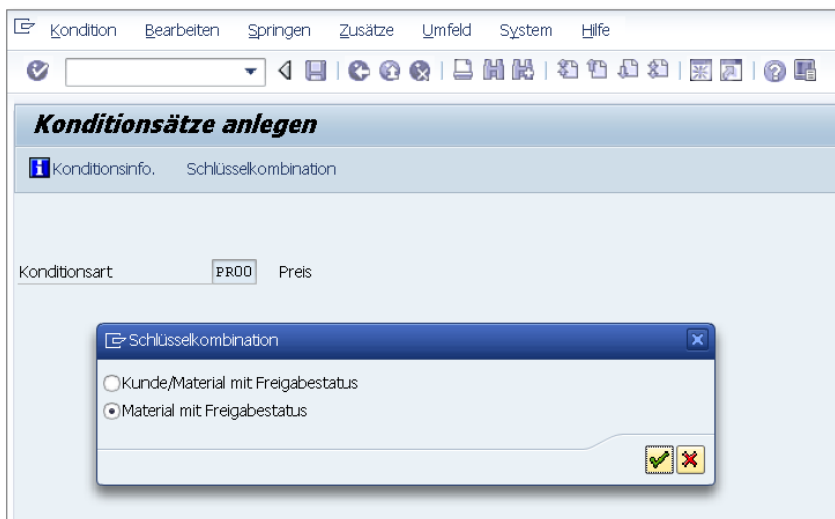 Kondition Bearbeiten Springen Zusätze Umfeld System Hilfe
Konditionsätze anlegen
Konditionsinfo. Schlüsselkombination
Konditionsart PR00 Preis
Schlüsselkombination
Kunde/Material mit Freigabestatus
Material mit Freigabestatus